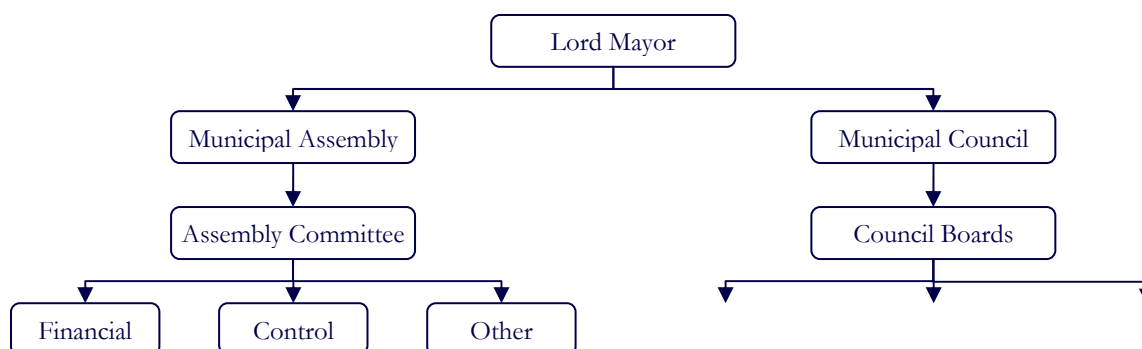 Lord Mayor
Municipal Assembly
Municipal Council
Assembly Committee
Council Boards
Financial
Control
Other